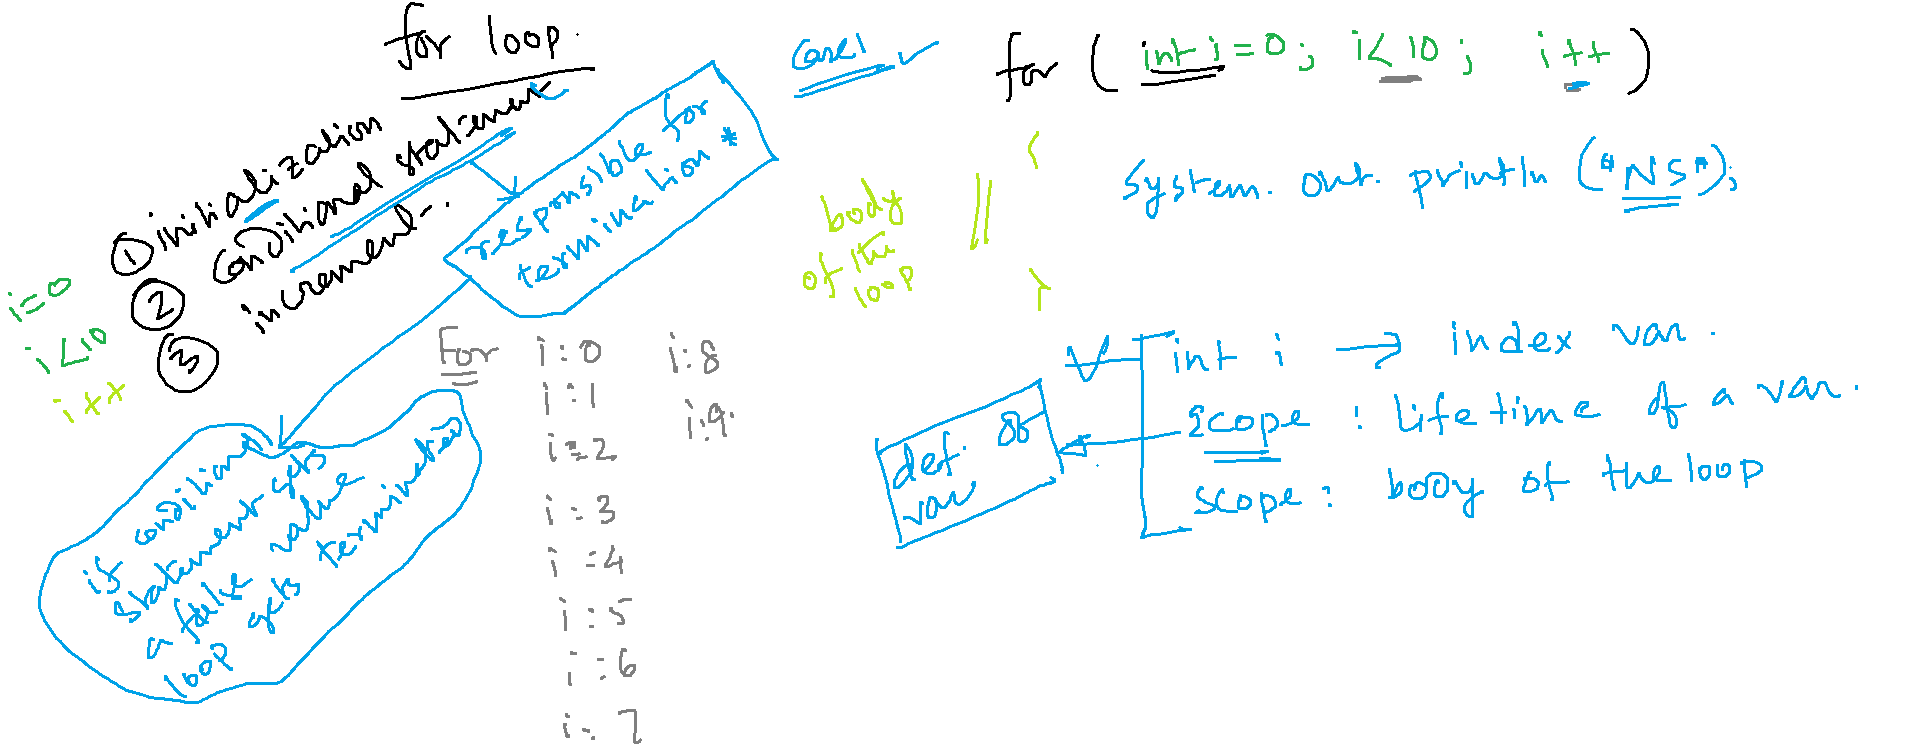 for loop.
① initialization
② conditional statement
③ increment.
i=0
i<10
i++
responsible for
termination *
if conditional
statement gets
a false value
loop gets terminated
For
i:0
i:1
i=2
i:3
i:4
i:5
i:6
i:7
i:8
i:9.
Case1
for ( int i=0; i<10; i++)
{
System.out.println("NS");
}
body
of the
loop
int i → index var.
scope : lifetime of a var.
scope : body of the loop
def. of
var